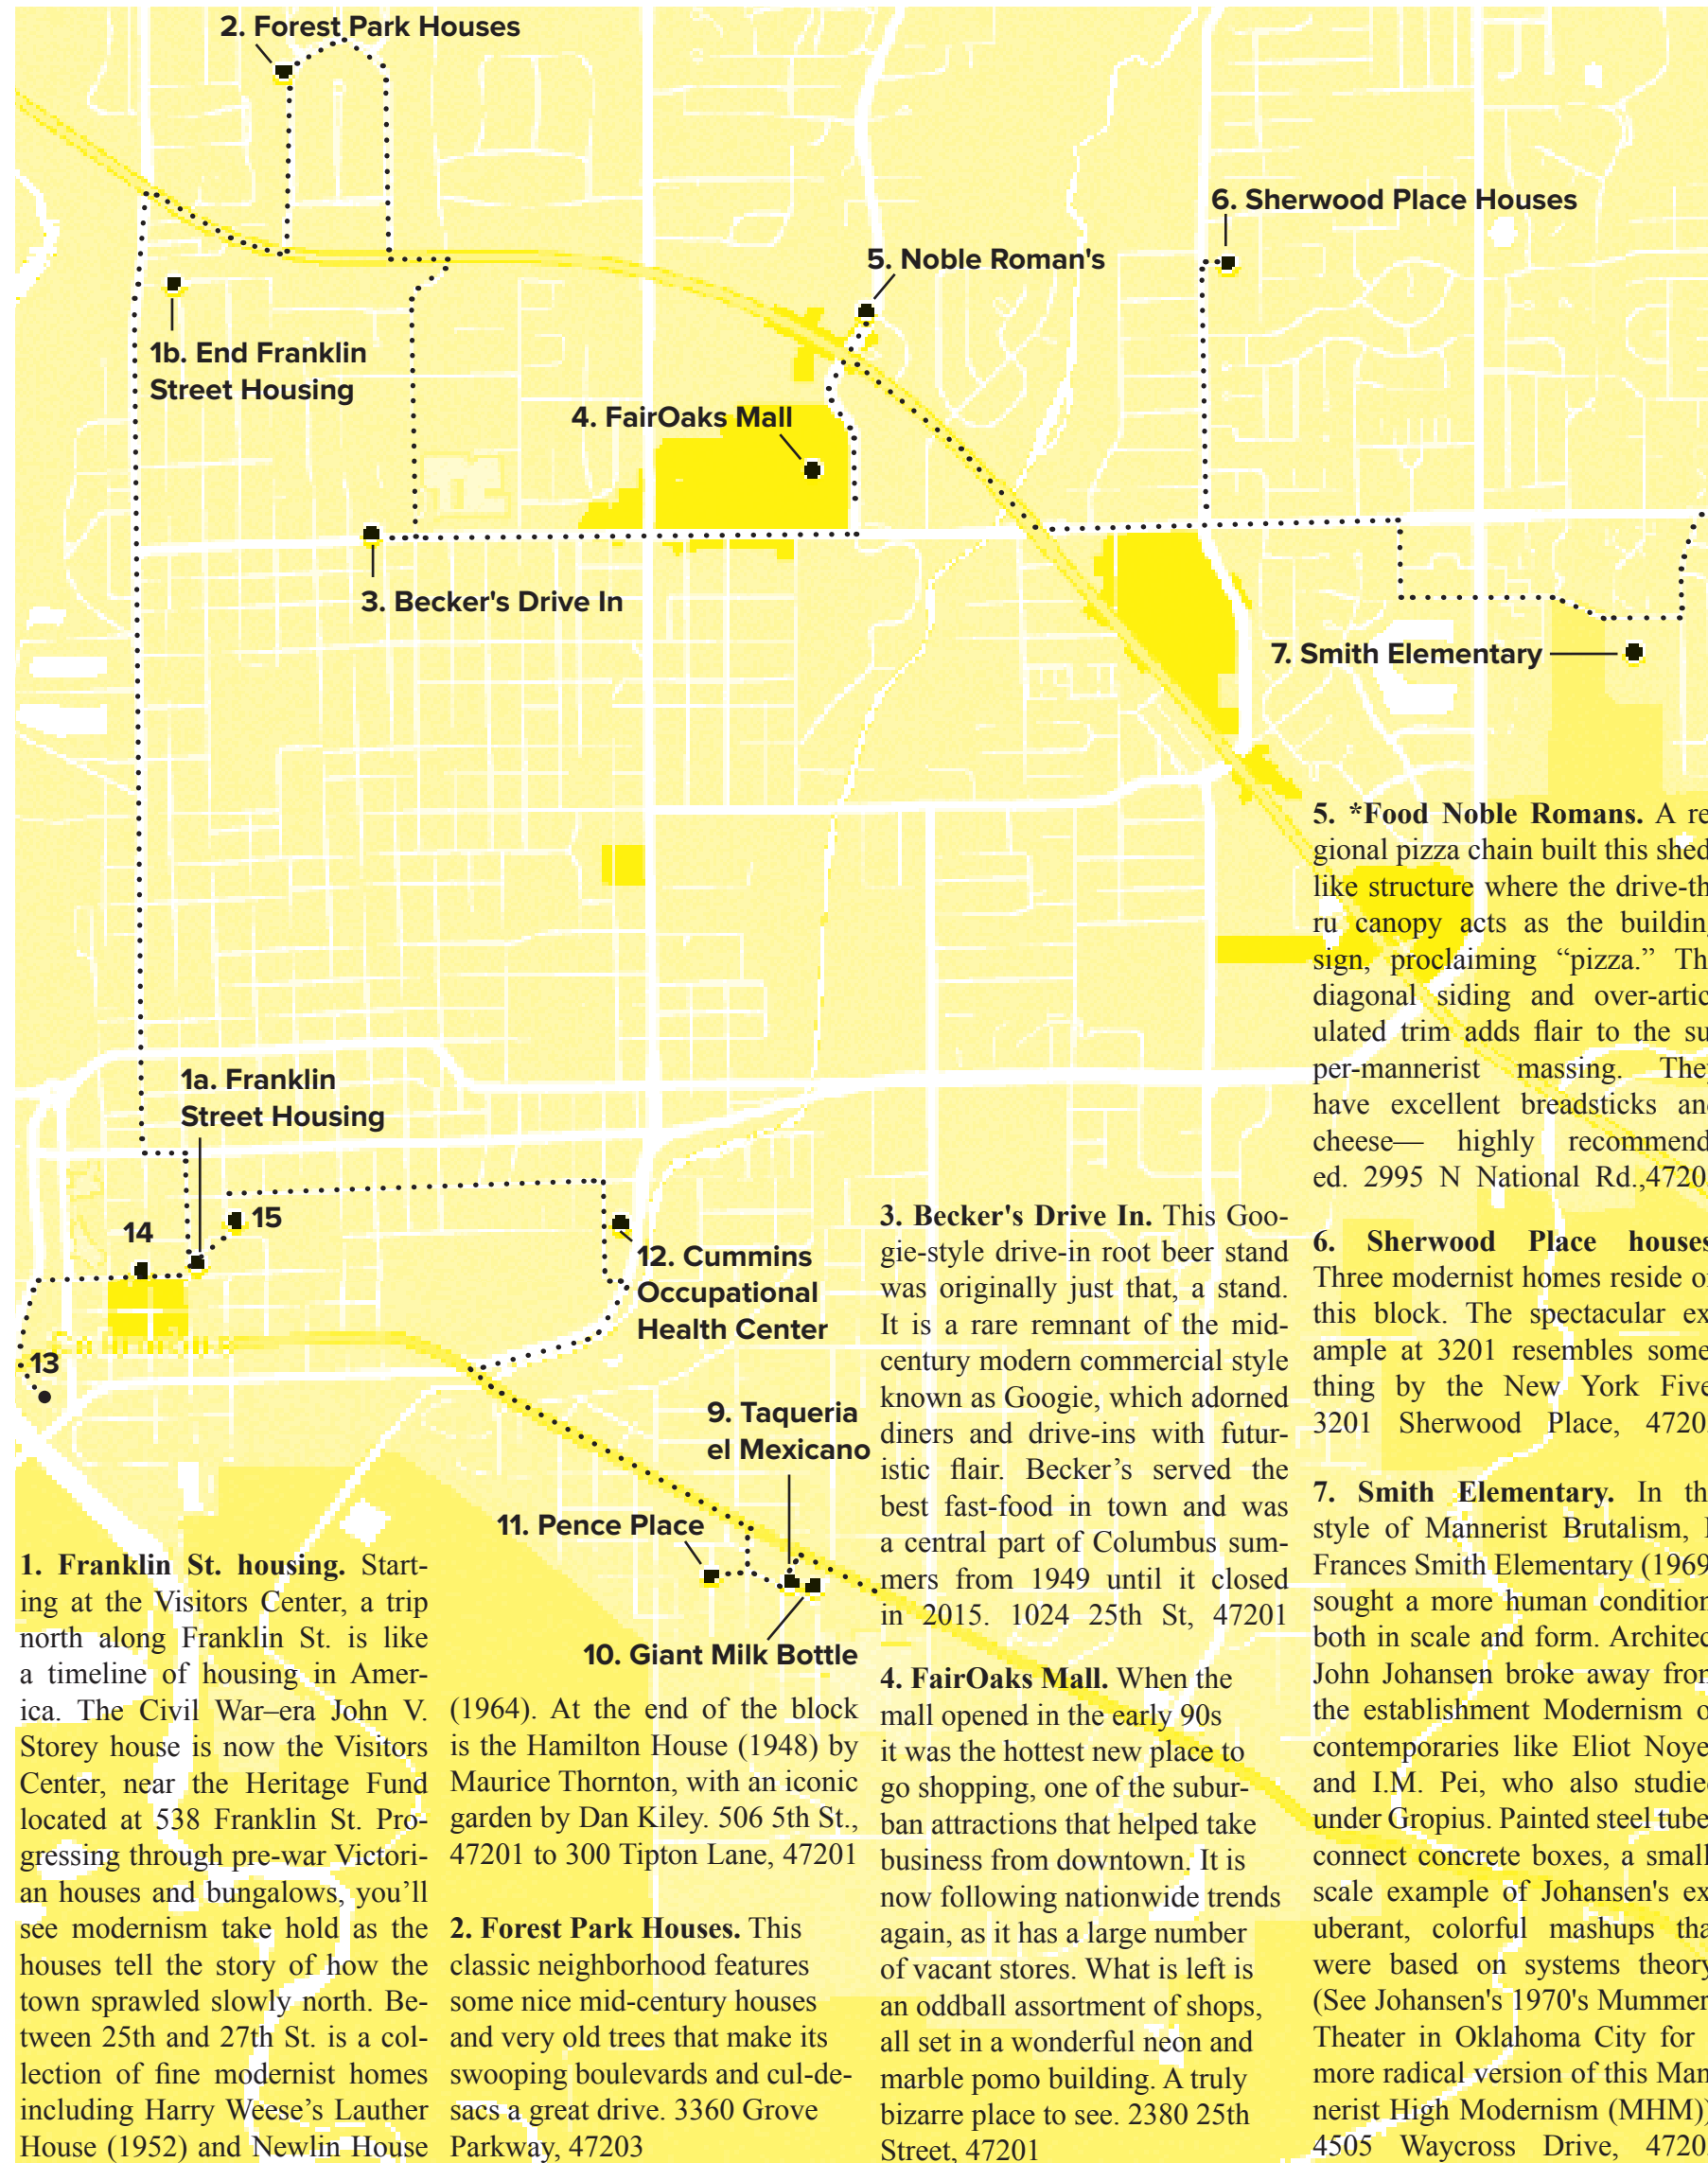 2. Forest Park Houses
6. Sherwood Place Houses
5. Noble Roman's
1b. End Franklin
Street Housing
4. FairOaks Mall
3. Becker's Drive In
7. Smith Elementary
1a. Franklin
Street Housing
15
14
12. Cummins
Occupational
Health Center
13
9. Taqueria
el Mexicano
11. Pence Place
10. Giant Milk Bottle
1. Franklin St. housing. Start-
ing at the Visitors Center, a trip
north along Franklin St. is like
a timeline of housing in Amer-
ica. The Civil War–era John V.
Storey house is now the Visitors
Center, near the Heritage Fund
located at 538 Franklin St. Pro-
gressing through pre-war Victori-
an houses and bungalows, you’ll
see modernism take hold as the
houses tell the story of how the
town sprawled slowly north. Be-
tween 25th and 27th St. is a col-
lection of fine modernist homes
including Harry Weese’s Lauther
House (1952) and Newlin House
(1964). At the end of the block
is the Hamilton House (1948) by
Maurice Thornton, with an iconic
garden by Dan Kiley. 506 5th St.,
47201 to 300 Tipton Lane, 47201
2. Forest Park Houses. This
classic neighborhood features
some nice mid-century houses
and very old trees that make its
swooping boulevards and cul-de-
sacs a great drive. 3360 Grove
Parkway, 47203
3. Becker's Drive In. This Goo-
gie-style drive-in root beer stand
was originally just that, a stand.
It is a rare remnant of the mid-
century modern commercial style
known as Googie, which adorned
diners and drive-ins with futur-
istic flair. Becker’s served the
best fast-food in town and was
a central part of Columbus sum-
mers from 1949 until it closed
in 2015. 1024 25th St, 47201
4. FairOaks Mall. When the
mall opened in the early 90s
it was the hottest new place to
go shopping, one of the subur-
ban attractions that helped take
business from downtown. It is
now following nationwide trends
again, as it has a large number
of vacant stores. What is left is
an oddball assortment of shops,
all set in a wonderful neon and
marble pomo building. A truly
bizarre place to see. 2380 25th
Street, 47201
5. *Food Noble Romans. A re
gional pizza chain built this shed
like structure where the drive-th
ru canopy acts as the buildin
sign, proclaiming “pizza.” Th
diagonal siding and over-artic
ulated trim adds flair to the su
per-mannerist massing. They
have excellent breadsticks and
cheese— highly recommend
ed. 2995 N National Rd.,4720
6. Sherwood Place houses
Three modernist homes reside o
this block. The spectacular ex
ample at 3201 resembles some
thing by the New York Five
3201 Sherwood Place, 4720
7. Smith Elementary. In th
style of Mannerist Brutalism,
Frances Smith Elementary (1969
sought a more human condition
both in scale and form. Architec
John Johansen broke away from
the establishment Modernism o
contemporaries like Eliot Noye
and I.M. Pei, who also studied
under Gropius. Painted steel tube
connect concrete boxes, a small
scale example of Johansen's ex
uberant, colorful mashups tha
were based on systems theory
(See Johansen's 1970's Mummer
Theater in Oklahoma City for
more radical version of this Man
nerist High Modernism (MHM))
4505 Waycross Drive, 4720